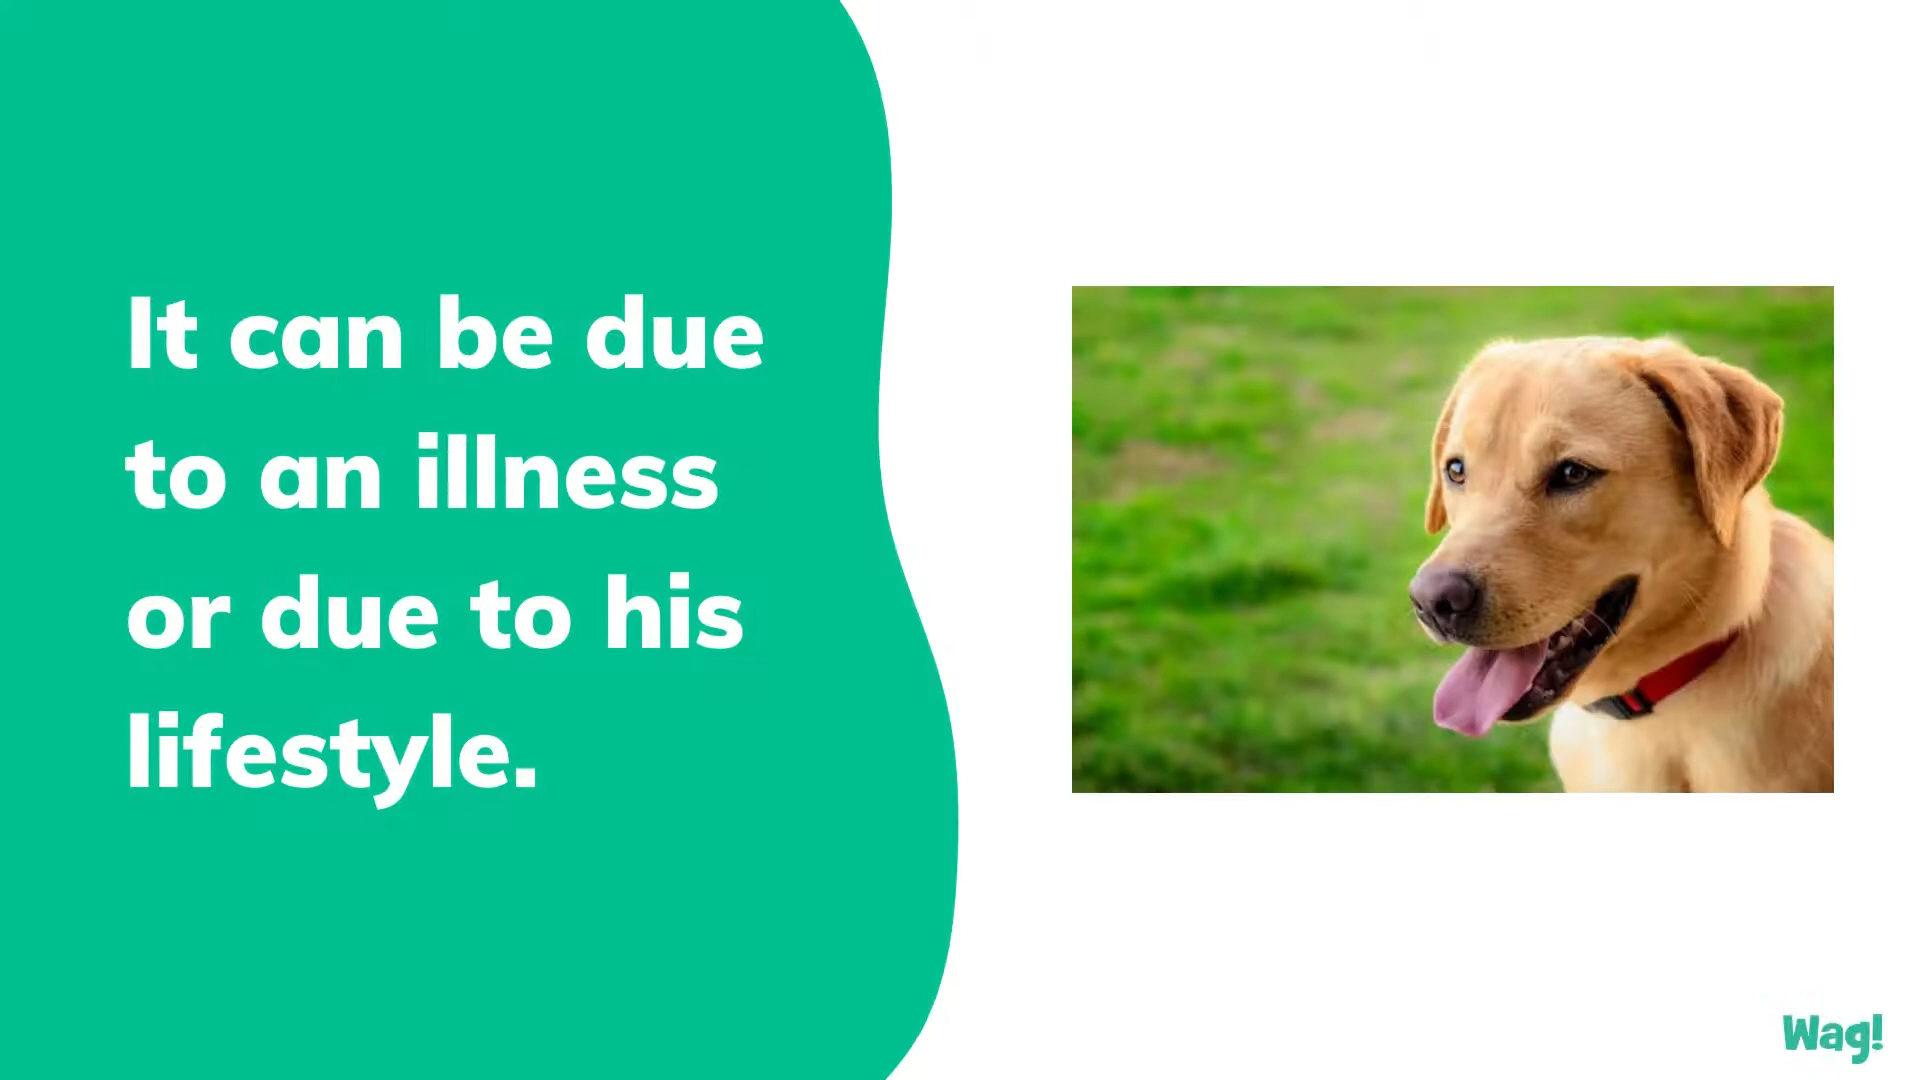 It can be due
to an illness
or due to his
lifestyle.
Wag!